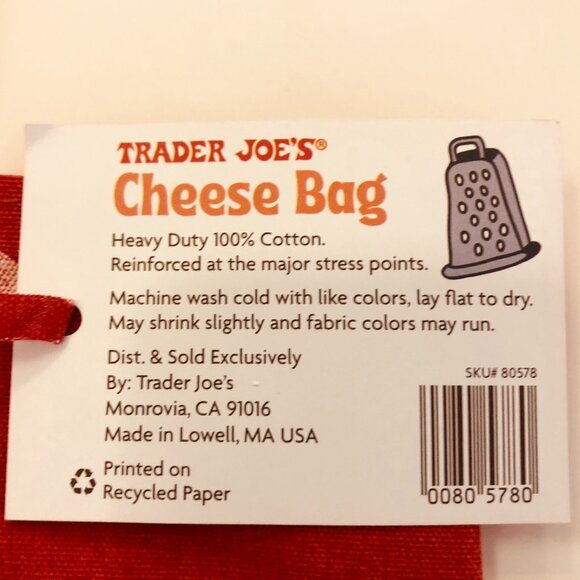 TRADER JOE'S®
Cheese Bag
Heavy Duty 100% Cotton.
Reinforced at the major stress points.
Machine wash cold with like colors, lay flat to dry.
May shrink slightly and fabric colors may run.
Dist. & Sold Exclusively
By: Trader Joe's
Monrovia, CA 91016
Made in Lowell, MA USA
Printed on
Recycled Paper
SKU# 80578
0080 5780